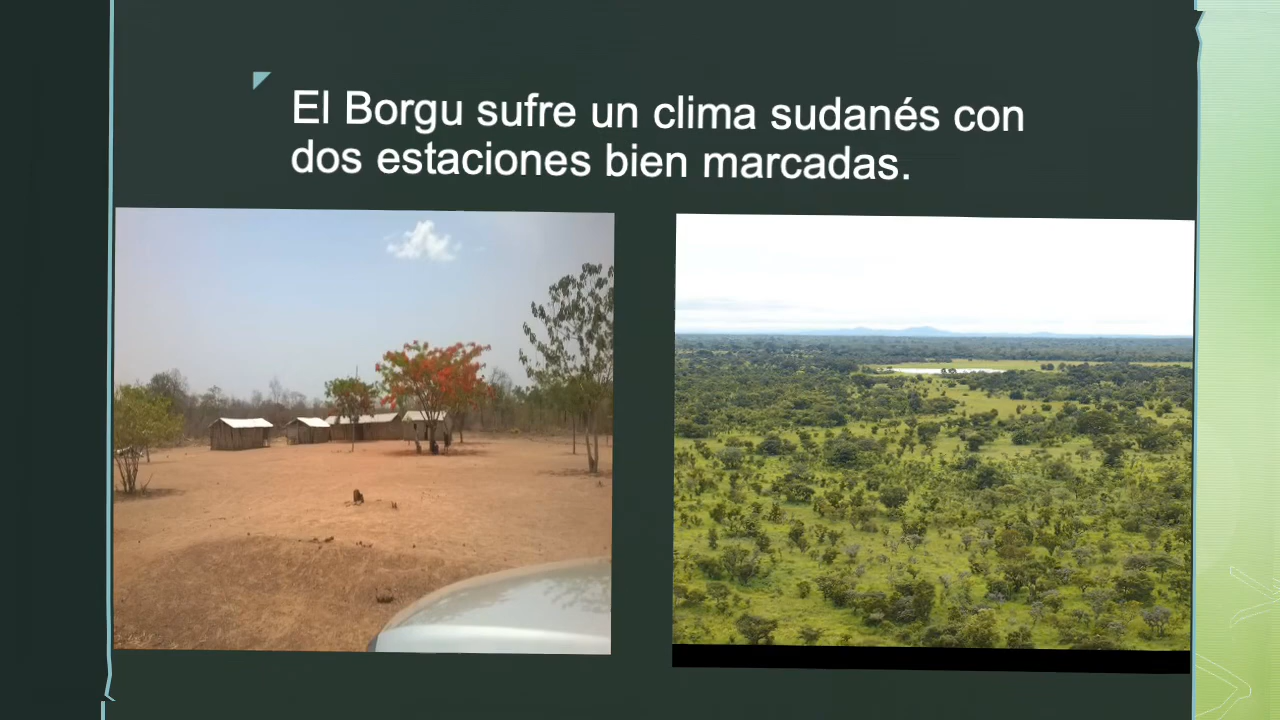 El Borgu sufre un clima sudanés con
dos estaciones bien marcadas.